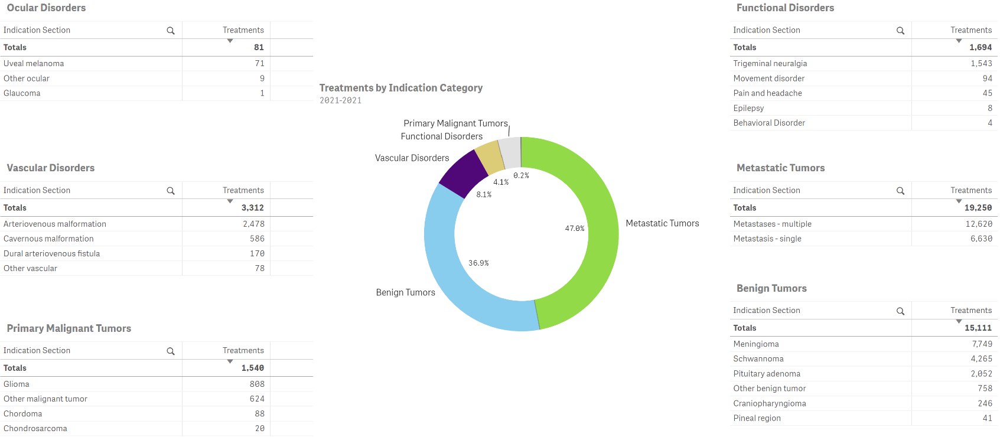 Ocular Disorders
Indication Section Treatments
Totals 81
Uveal melanoma 71
Other ocular 9
Glaucoma 1
Vascular Disorders
Indication Section Treatments
Totals 3,312
Arteriovenous malformation 2,478
Cavernous malformation 586
Dural arteriovenous fistula 170
Other vascular 78
Primary Malignant Tumors
Indication Section Treatments
Totals 1,540
Glioma 808
Other malignant tumor 624
Chordoma 88
Chondrosarcoma 20
Treatments by Indication Category
2021-2021
Primary Malignant Tumors
Functional Disorders
Vascular Disorders
0.2%
4.1%
8.1%
47.0%
Metastatic Tumors
36.9%
Benign Tumors
Functional Disorders
Indication Section Treatments
Totals 1,694
Trigeminal neuralgia 1,543
Movement disorder 94
Pain and headache 45
Epilepsy 8
Behavioral Disorder 4
Metastatic Tumors
Indication Section Treatments
Totals 19,250
Metastases - multiple 12,620
Metastasis - single 6,630
Benign Tumors
Indication Section Treatments
Totals 15,111
Meningioma 7,749
Schwannoma 4,265
Pituitary adenoma 2,052
Other benign tumor 758
Craniopharyngioma 246
Pineal region 41